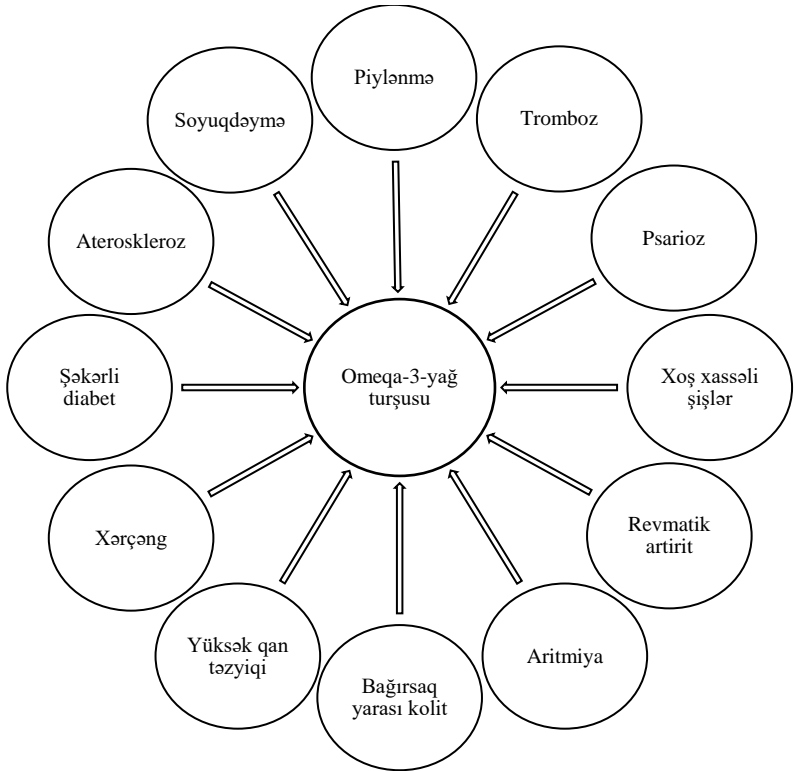 Piylənmə
Tromboz
Psarioz
Xoş xassəli
şişlər
Revmatik
artirit
Aritmiya
Bağırsaq
yarası kolit
Yüksək qan
təzyiqi
Xərçəng
Şəkərli
diabet
Ateroskleroz
Soyuqdəymə
Omeqa-3-yağ
turşusu